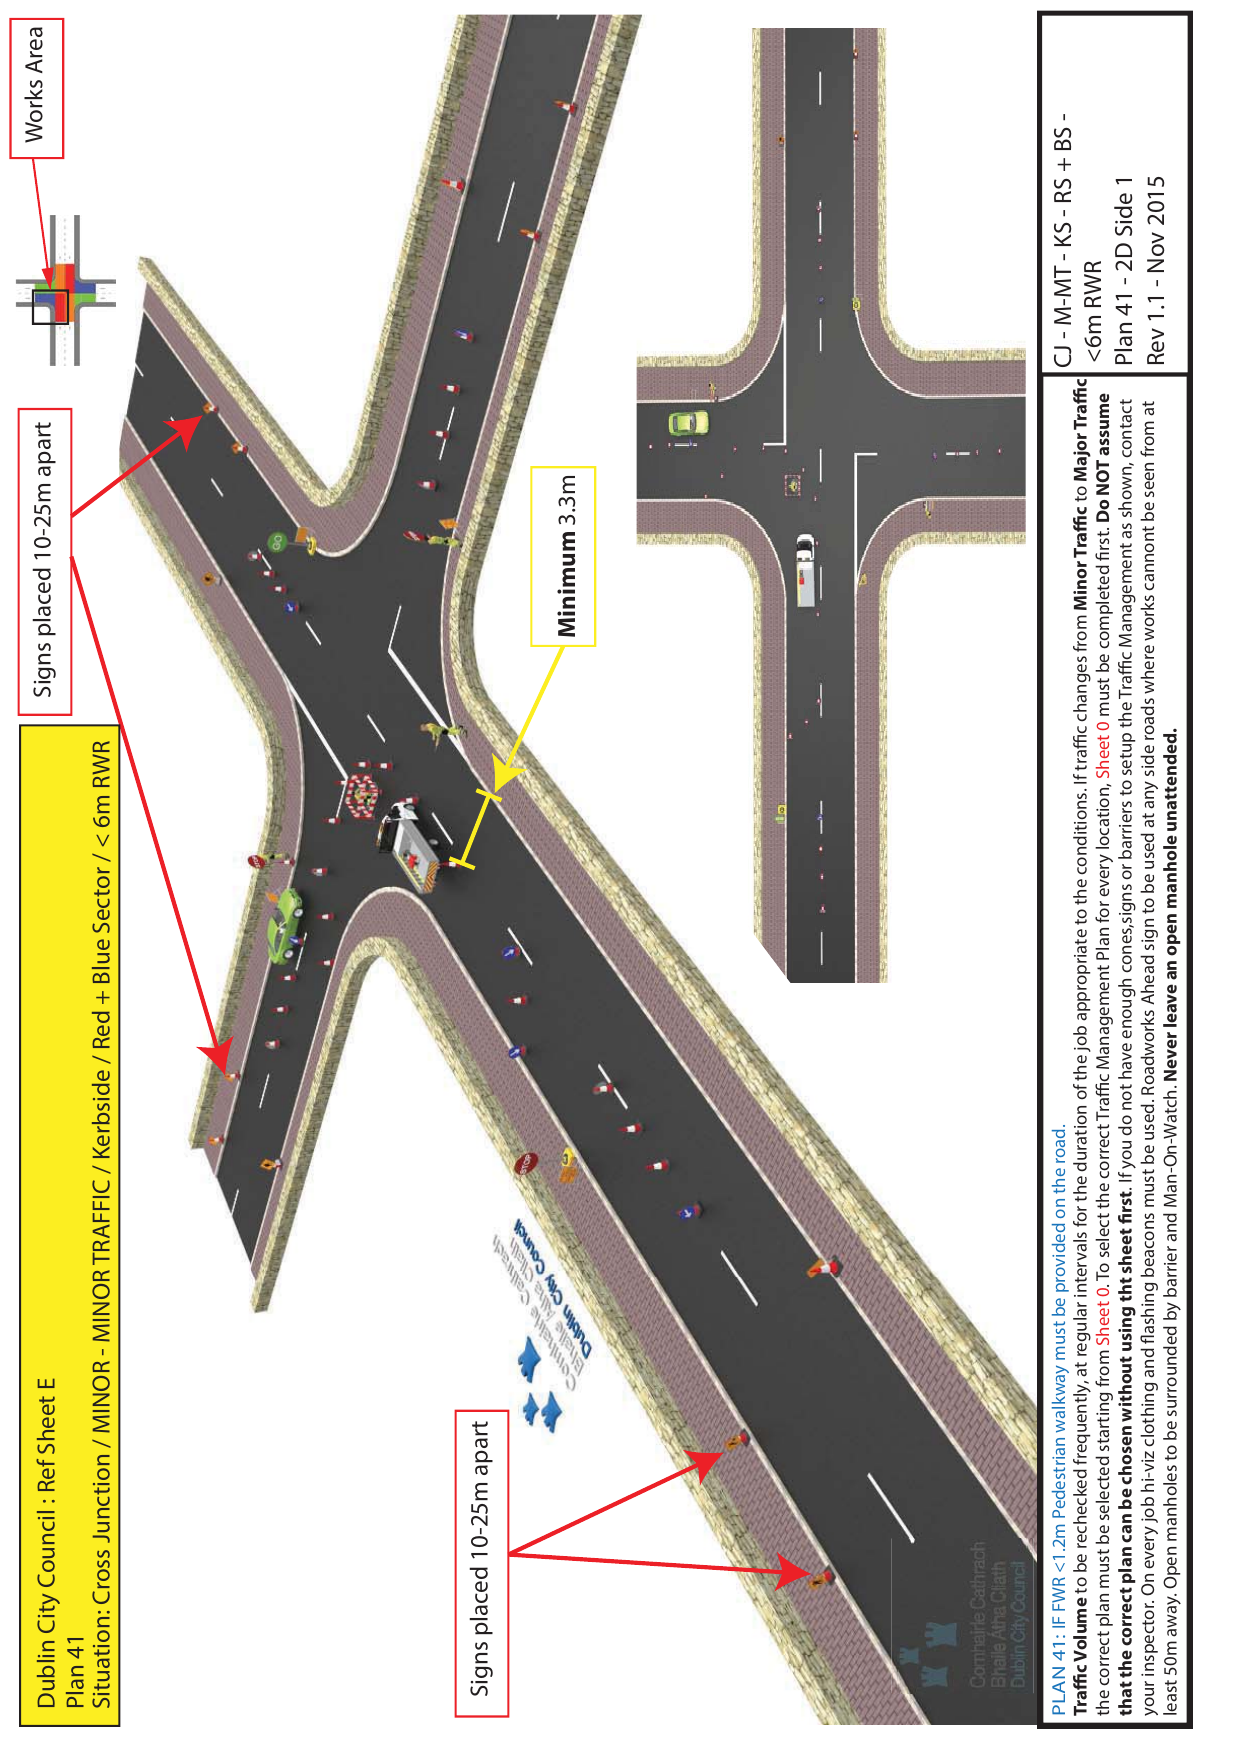 Dublin City Council : Ref Sheet E
Plan 41
Situation: Cross Junction / MINOR - MINOR TRAFFIC / Kerbside / Red + Blue Sector / < 6m RWR
Signs placed 10-25m apart
Works Area
GO
STOP
Minimum 3.3m
STOP
Comhairle Cathrach
Bhaile Átha Cliath
Dublin City Council
Signs placed 10-25m apart
Comhairle Cathrach
Bhaile Átha Cliath
Dublin City Council
PLAN 41: IF FWR <1.2m Pedestrian walkway must be provided on the road.
Traffic Volume to be rechecked frequently, at regular intervals for the duration of the job appropriate to the conditions. If traffic changes from Minor Traffic to Major Traffic
the correct plan must be selected starting from Sheet 0. To select the correct Traffic Management Plan for every location, Sheet 0 must be completed first. Do NOT assume
that the correct plan can be chosen without using tht sheet first. If you do not have enough cones,signs or barriers to setup the Traffic Management as shown, contact
your inspector. On every job hi-viz clothing and flashing beacons must be used. Roadworks Ahead sign to be used at any side roads where works cannont be seen from at
least 50m away. Open manholes to be surrounded by barrier and Man-On-Watch. Never leave an open manhole unattended.
CJ - M-MT - KS - RS + BS -
<6m RWR
Plan 41 - 2D Side 1
Rev 1.1 - Nov 2015